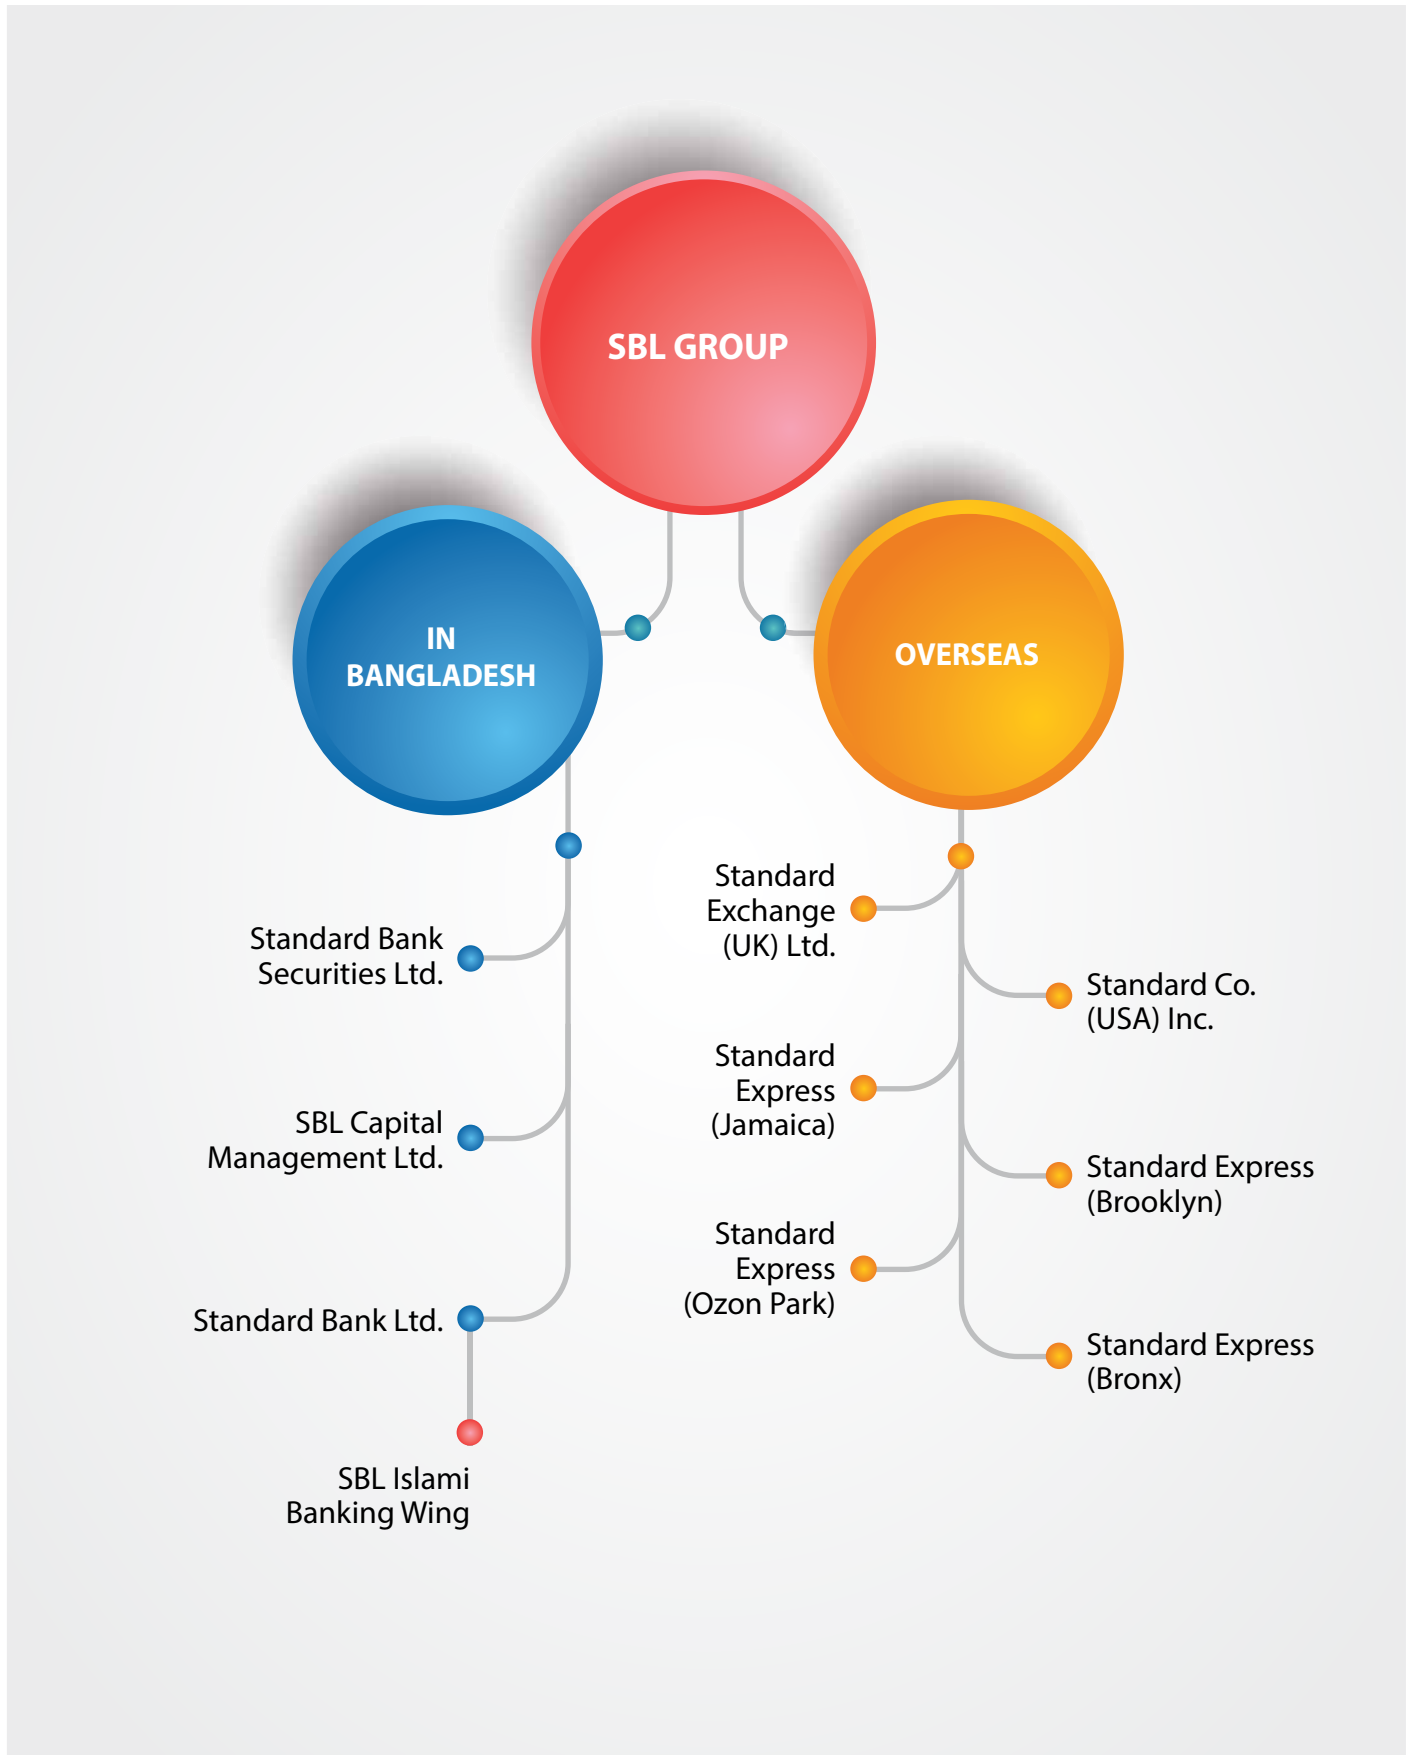 SBL GROUP
IN
BANGLADESH
Standard Bank
Securities Ltd.
SBL Capital
Management Ltd.
Standard Bank Ltd.
SBL Islami
Banking Wing
OVERSEAS
Standard
Exchange
(UK) Ltd.
Standard Co.
(USA) Inc.
Standard
Express
(Jamaica)
Standard Express
(Brooklyn)
Standard
Express
(Ozon Park)
Standard Express
(Bronx)